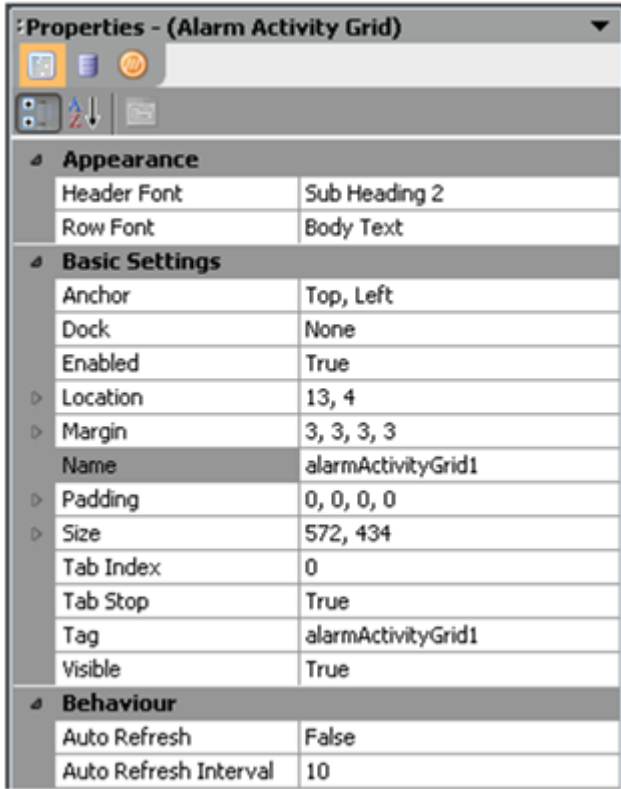 Properties - (Alarm Activity Grid)
Appearance
Header Font Sub Heading 2
Row Font Body Text
Basic Settings
Anchor Top, Left
Dock None
Enabled True
Location 13, 4
Margin 3, 3, 3, 3
Name alarmActivityGrid1
Padding 0, 0, 0, 0
Size 572, 434
Tab Index 0
Tab Stop True
Tag alarmActivityGrid1
Visible True
Behaviour
Auto Refresh False
Auto Refresh Interval 10